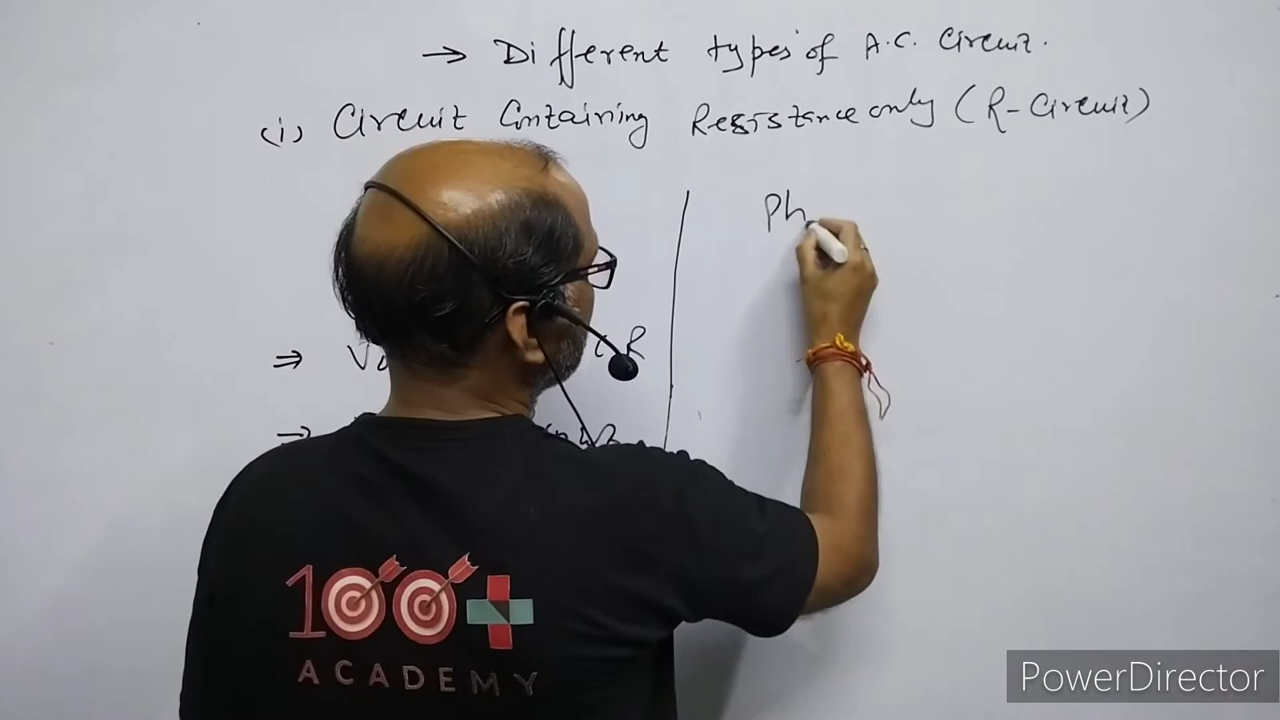 → Different types of A.C. Circuit.
(i) Circuit Containing Resistance only (R-Circuit)
Ph
⇒ V
R
⇒
100+
ACADEMY
PowerDirector